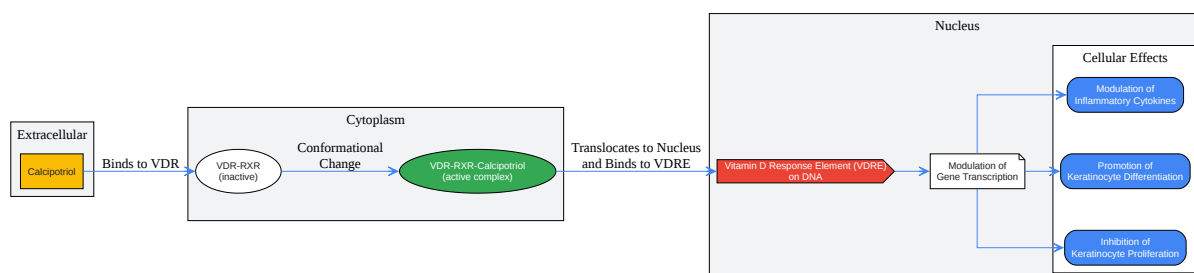 Extracellular
Calcipotriol
Binds to VDR
Cytoplasm
VDR-RXR
(inactive)
Conformational
Change
VDR-RXR-Calcipotriol
(active complex)
Translocates to Nucleus
and Binds to VDRE
Nucleus
Vitamin D Response Element (VDRE)
on DNA
Modulation of
Gene Transcription
Cellular Effects
Modulation of
Inflammatory Cytokines
Promotion of
Keratinocyte Differentiation
Inhibition of
Keratinocyte Proliferation